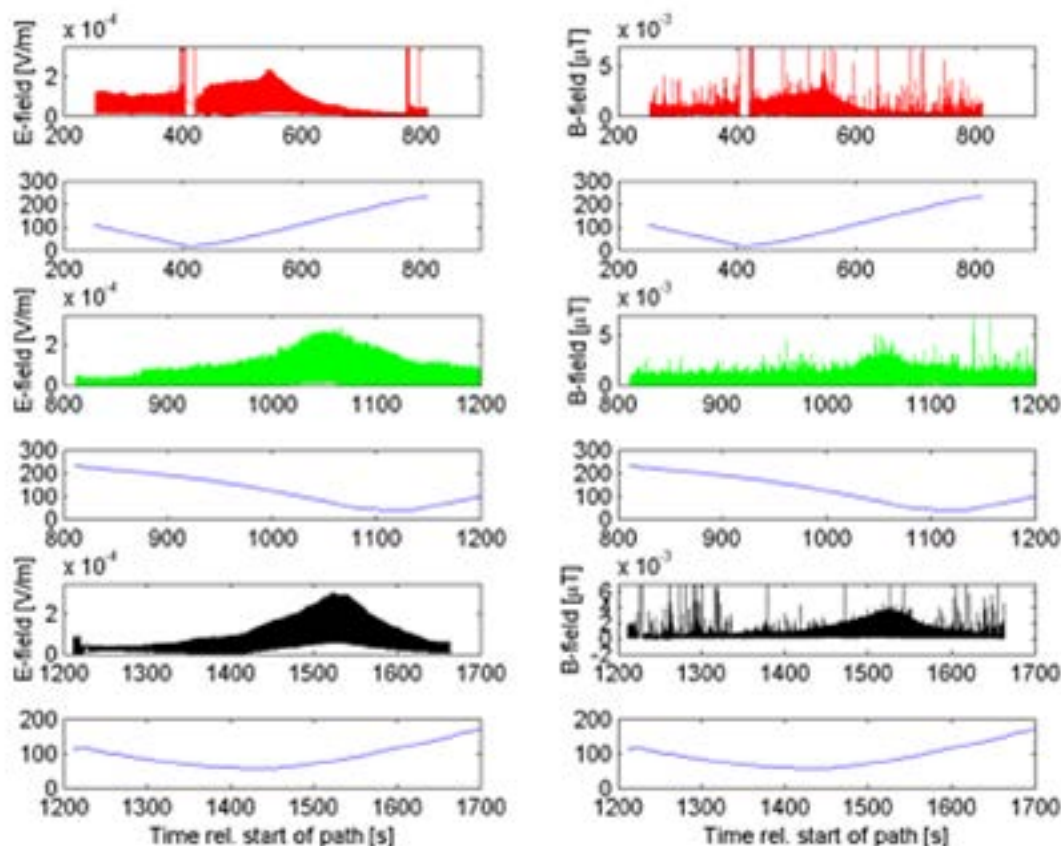 x 10^-4 x 10^-3
E-field [V/m] 2 0 B-field [µT] 5 0
200 400 600 800 200 400 600 800
300 200 100 0 300 200 100 0
200 400 600 800 200 400 600 800
x 10^-4 x 10^-3
E-field [V/m] 2 0 B-field [µT] 5 0
800 900 1000 1100 1200 800 900 1000 1100 1200
300 200 100 0 300 200 100 0
800 900 1000 1100 1200 800 900 1000 1100 1200
x 10^-4 x 10^-3
E-field [V/m] 2 0 B-field [µT] 6
1200 1300 1400 1500 1600 1700 1200 1300 1400 1500 1600 1700
200 100 0 200 100 0
1200 1300 1400 1500 1600 1700 1200 1300 1400 1500 1600 1700
Time rel. start of path [s] Time rel. start of path [s]